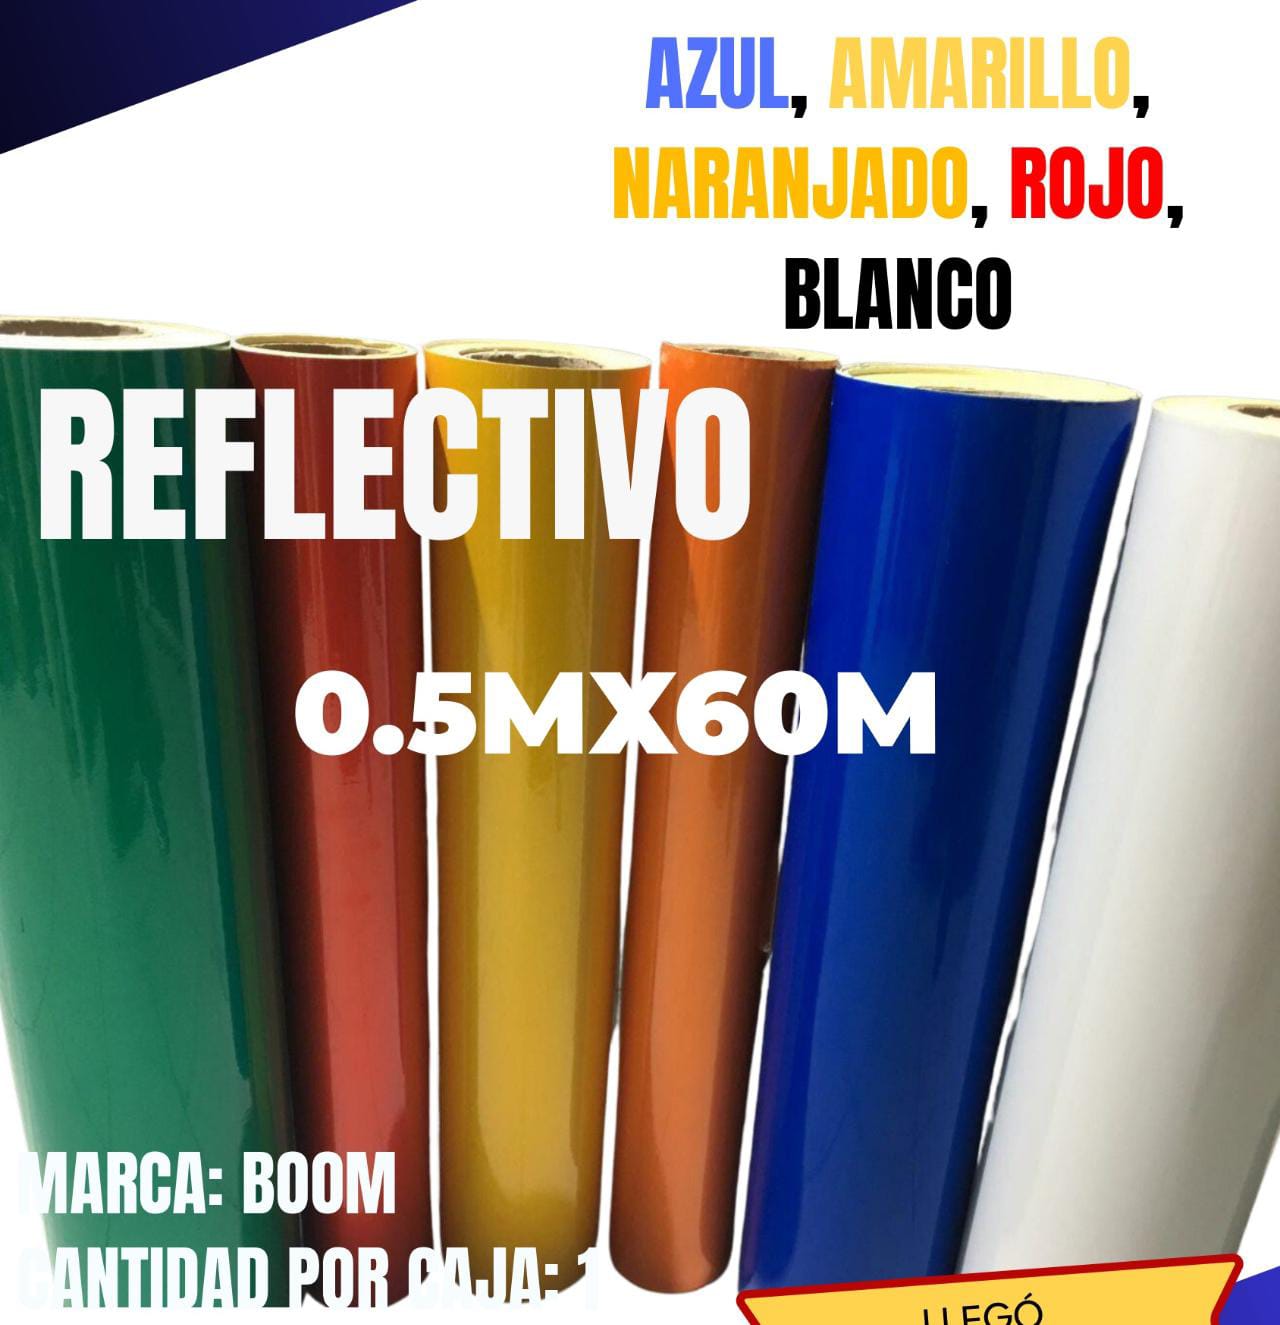 AZUL, AMARILLO,
NARANJADO, ROJO,
BLANCO
REFLECTIVO
0.5MX60M
MARCA: BOOM
CANTIDAD POR CAJA: 1
LLEGÓ